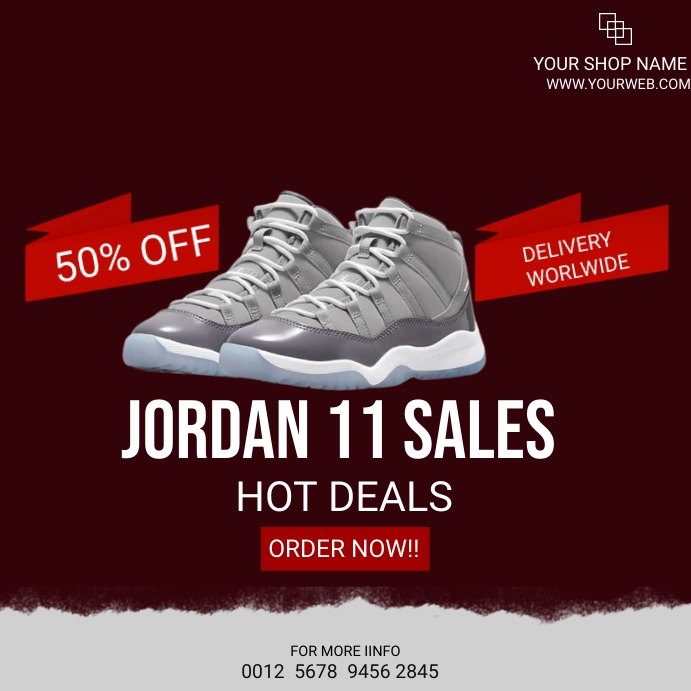 YOUR SHOP NAME
WWW.YOURWEB.COM
50% OFF
DELIVERY
WORLWIDE
JORDAN 11 SALES
HOT DEALS
ORDER NOW!!
FOR MORE IINFO
0012 5678 9456 2845